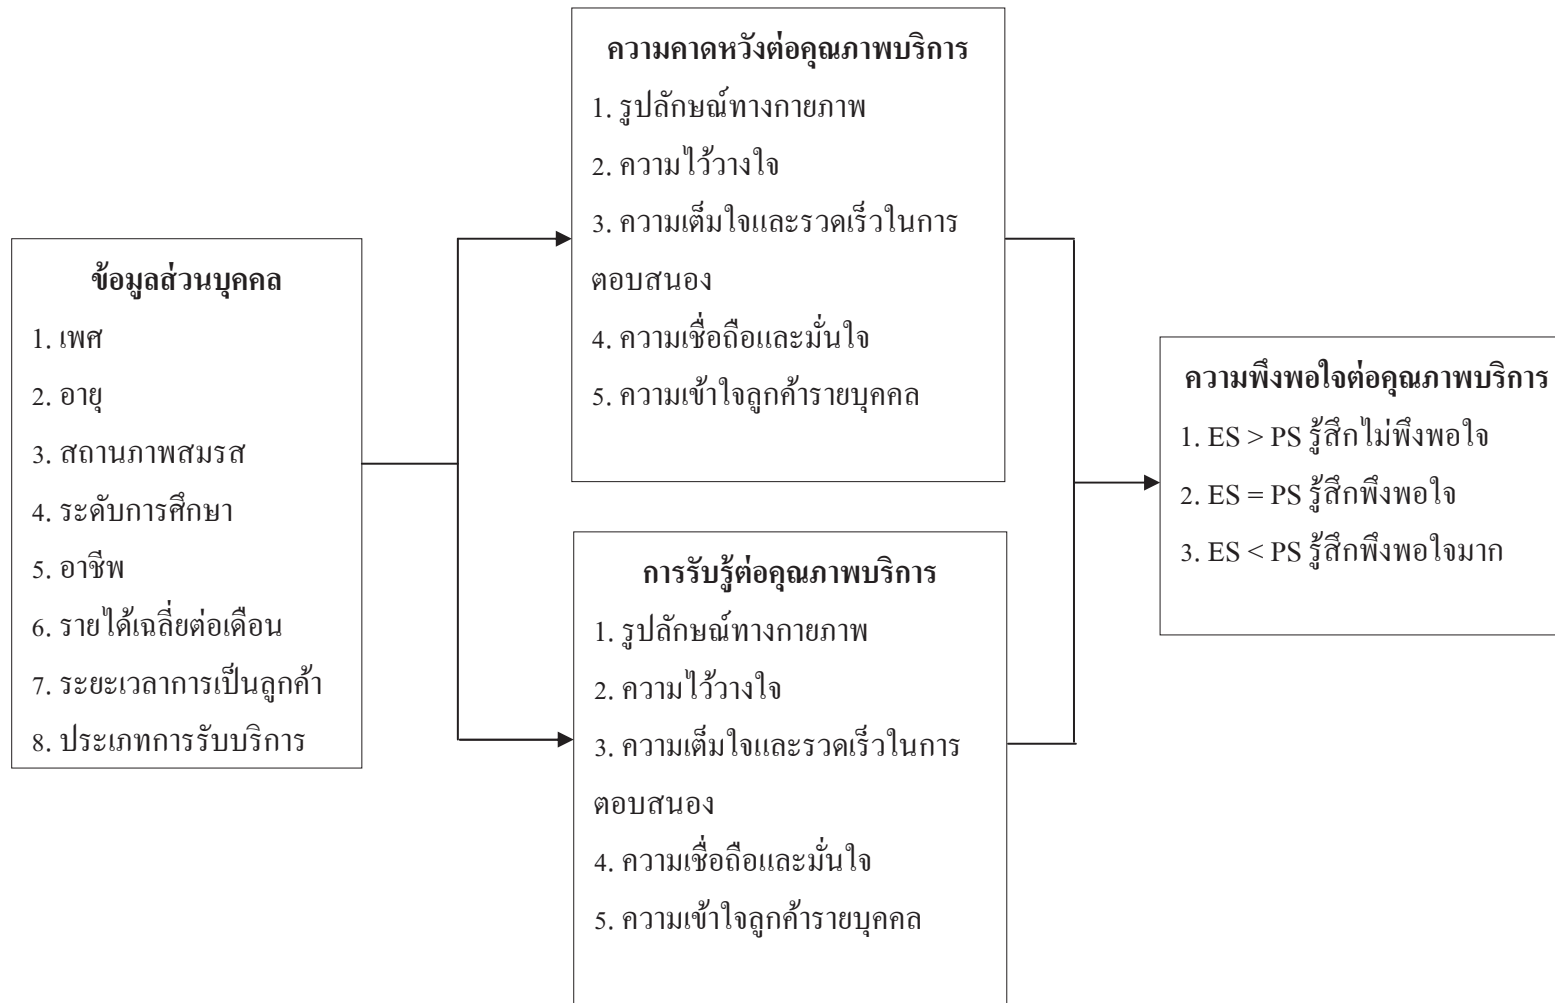 ข้อมูลส่วนบุคคล
1. เพศ
2. อายุ
3. สถานภาพสมรส
4. ระดับการศึกษา
5. อาชีพ
6. รายได้เฉลี่ยต่อเดือน
7. ระยะเวลาการเป็นลูกค้า
8. ประเภทการรับบริการ
ความคาดหวังต่อคุณภาพบริการ
1. รูปลักษณ์ทางกายภาพ
2. ความไว้วางใจ
3. ความเต็มใจและรวดเร็วในการ
ตอบสนอง
4. ความเชื่อถือและมั่นใจ
5. ความเข้าใจลูกค้ารายบุคคล
การรับรู้ต่อคุณภาพบริการ
1. รูปลักษณ์ทางกายภาพ
2. ความไว้วางใจ
3. ความเต็มใจและรวดเร็วในการ
ตอบสนอง
4. ความเชื่อถือและมั่นใจ
5. ความเข้าใจลูกค้ารายบุคคล
ความพึงพอใจต่อคุณภาพบริการ
1. ES > PS รู้สึกไม่พึงพอใจ
2. ES = PS รู้สึกพึงพอใจ
3. ES < PS รู้สึกพึงพอใจมาก